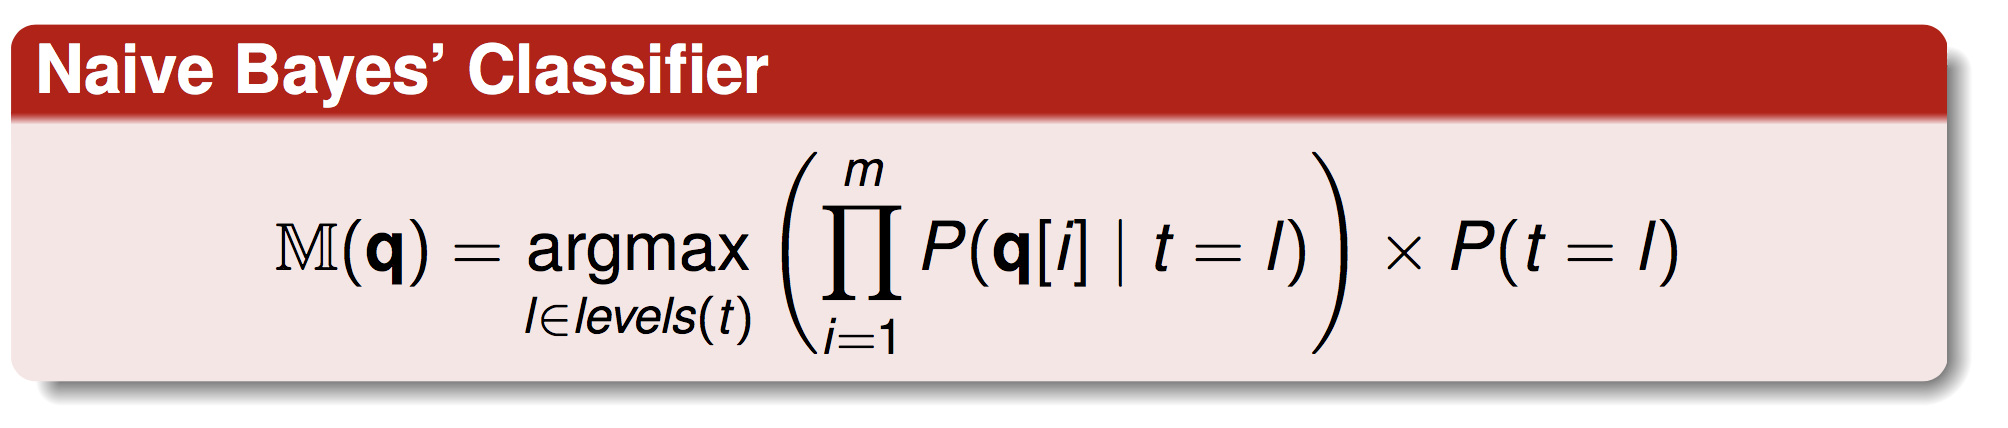 Naive Bayes’ Classifier
𝕄(q) = argmax_{l∈levels(t)} ( ∏_{i=1}^{m} P(q[i] | t = l) ) × P(t = l)